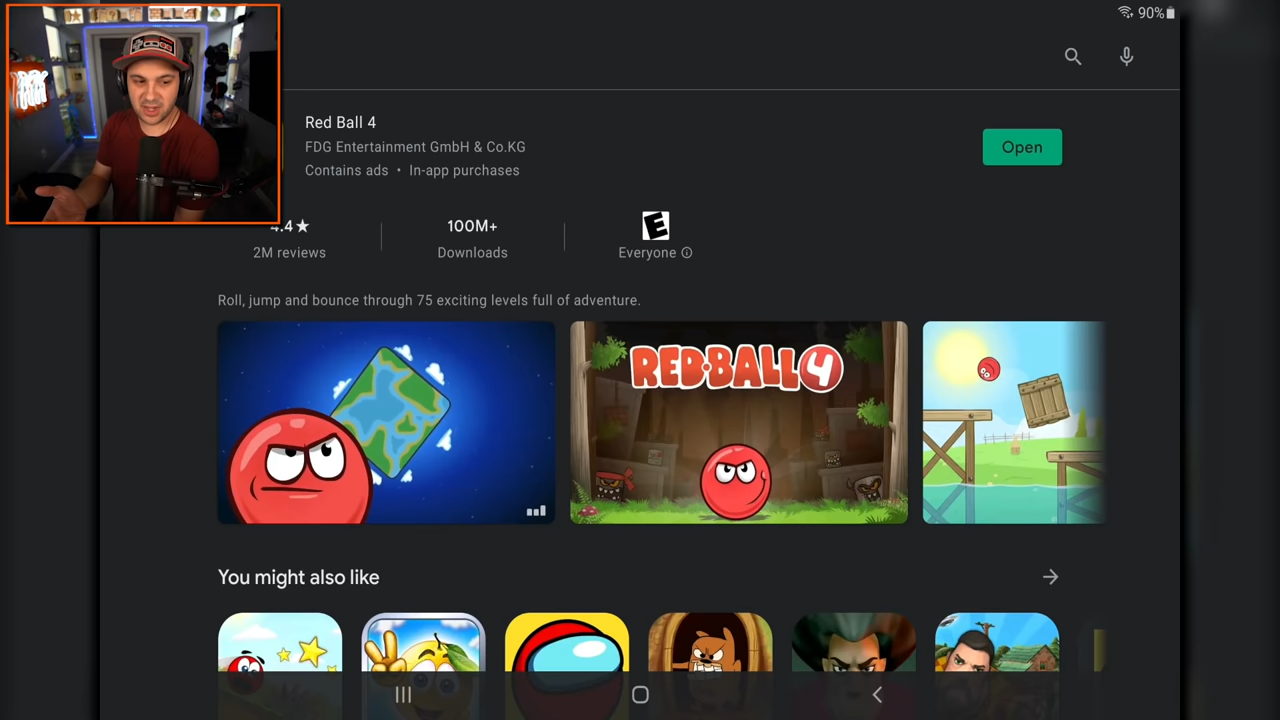 90%
Red Ball 4
FDG Entertainment GmbH & Co.KG
Contains ads • In-app purchases
Open
4.4★
100M+
E
2M reviews
Downloads
Everyone
Roll, jump and bounce through 75 exciting levels full of adventure.
RED BALL 4
You might also like